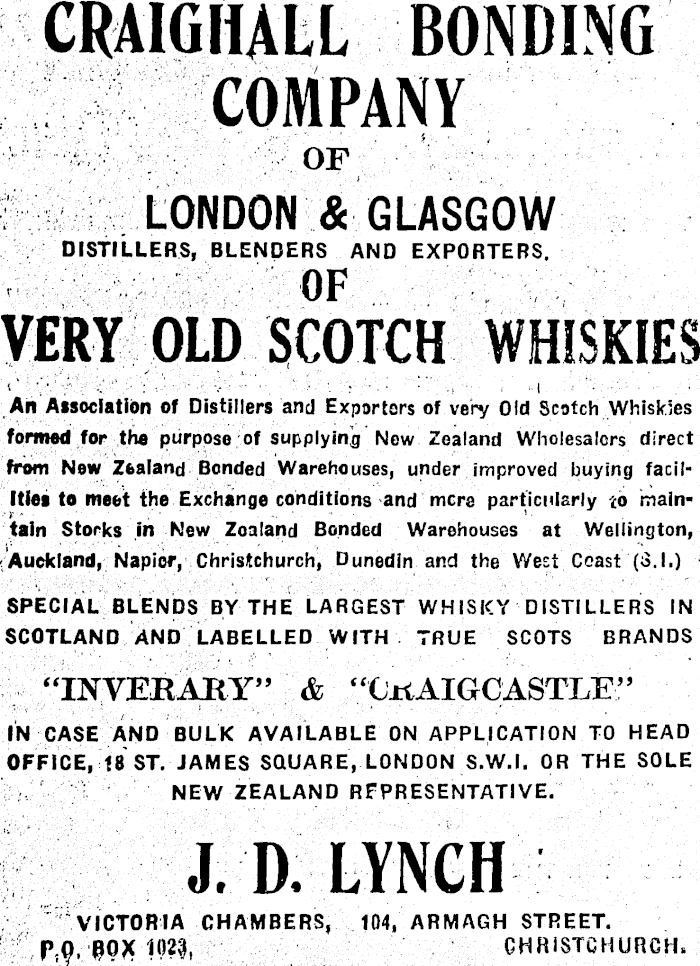 CRAIGHALL BONDING
COMPANY
OF
LONDON & GLASGOW
DISTILLERS, BLENDERS AND EXPORTERS.
OF
VERY OLD SCOTCH WHISKIES
An Association of Distillers and Exporters of very Old Scotch Whiskies
formed for the purpose of supplying New Zealand Wholesalers direct
from New Zealand Bonded Warehouses, under improved buying facil-
ities to meet the Exchange conditions and more particularly to main-
tain Stocks in New Zealand Bonded Warehouses at Wellington,
Auckland, Napier, Christchurch, Dunedin and the West Coast (S.I.)
SPECIAL BLENDS BY THE LARGEST WHISKY DISTILLERS IN
SCOTLAND AND LABELLED WITH TRUE SCOTS BRANDS
"INVERARY" & "CRAIGCASTLE"
IN CASE AND BULK AVAILABLE ON APPLICATION TO HEAD
OFFICE, 18 ST. JAMES SQUARE, LONDON S.W.I. OR THE SOLE
NEW ZEALAND REPRESENTATIVE.
J. D. LYNCH
VICTORIA CHAMBERS, 104, ARMAGH STREET.
P.O. BOX 1023, CHRISTCHURCH.